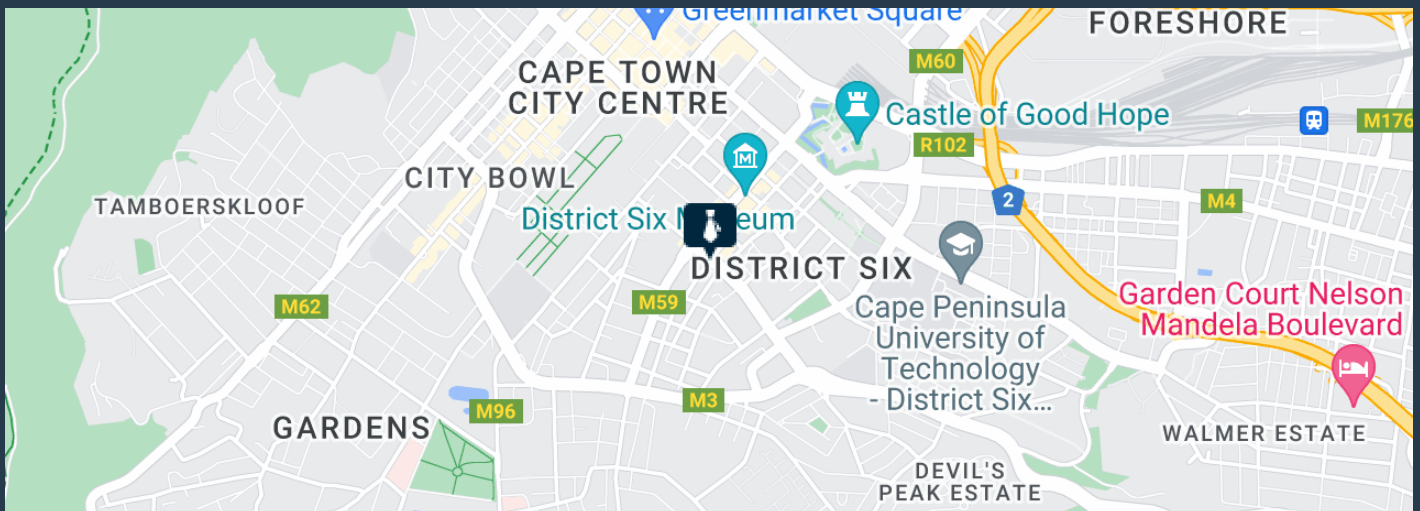 Greenmarket Square
FORESHORE
CAPE TOWN
CITY CENTRE
M60
Castle of Good Hope
M176
R102
CITY BOWL
M
TAMBOERSKLOOF
2
M4
District Six M eum
DISTRICT SIX
M62
M59
Cape Peninsula
University of
Technology
- District Six...
Garden Court Nelson
Mandela Boulevard
M3
M96
GARDENS
WALMER ESTATE
DEVIL'S
PEAK ESTATE